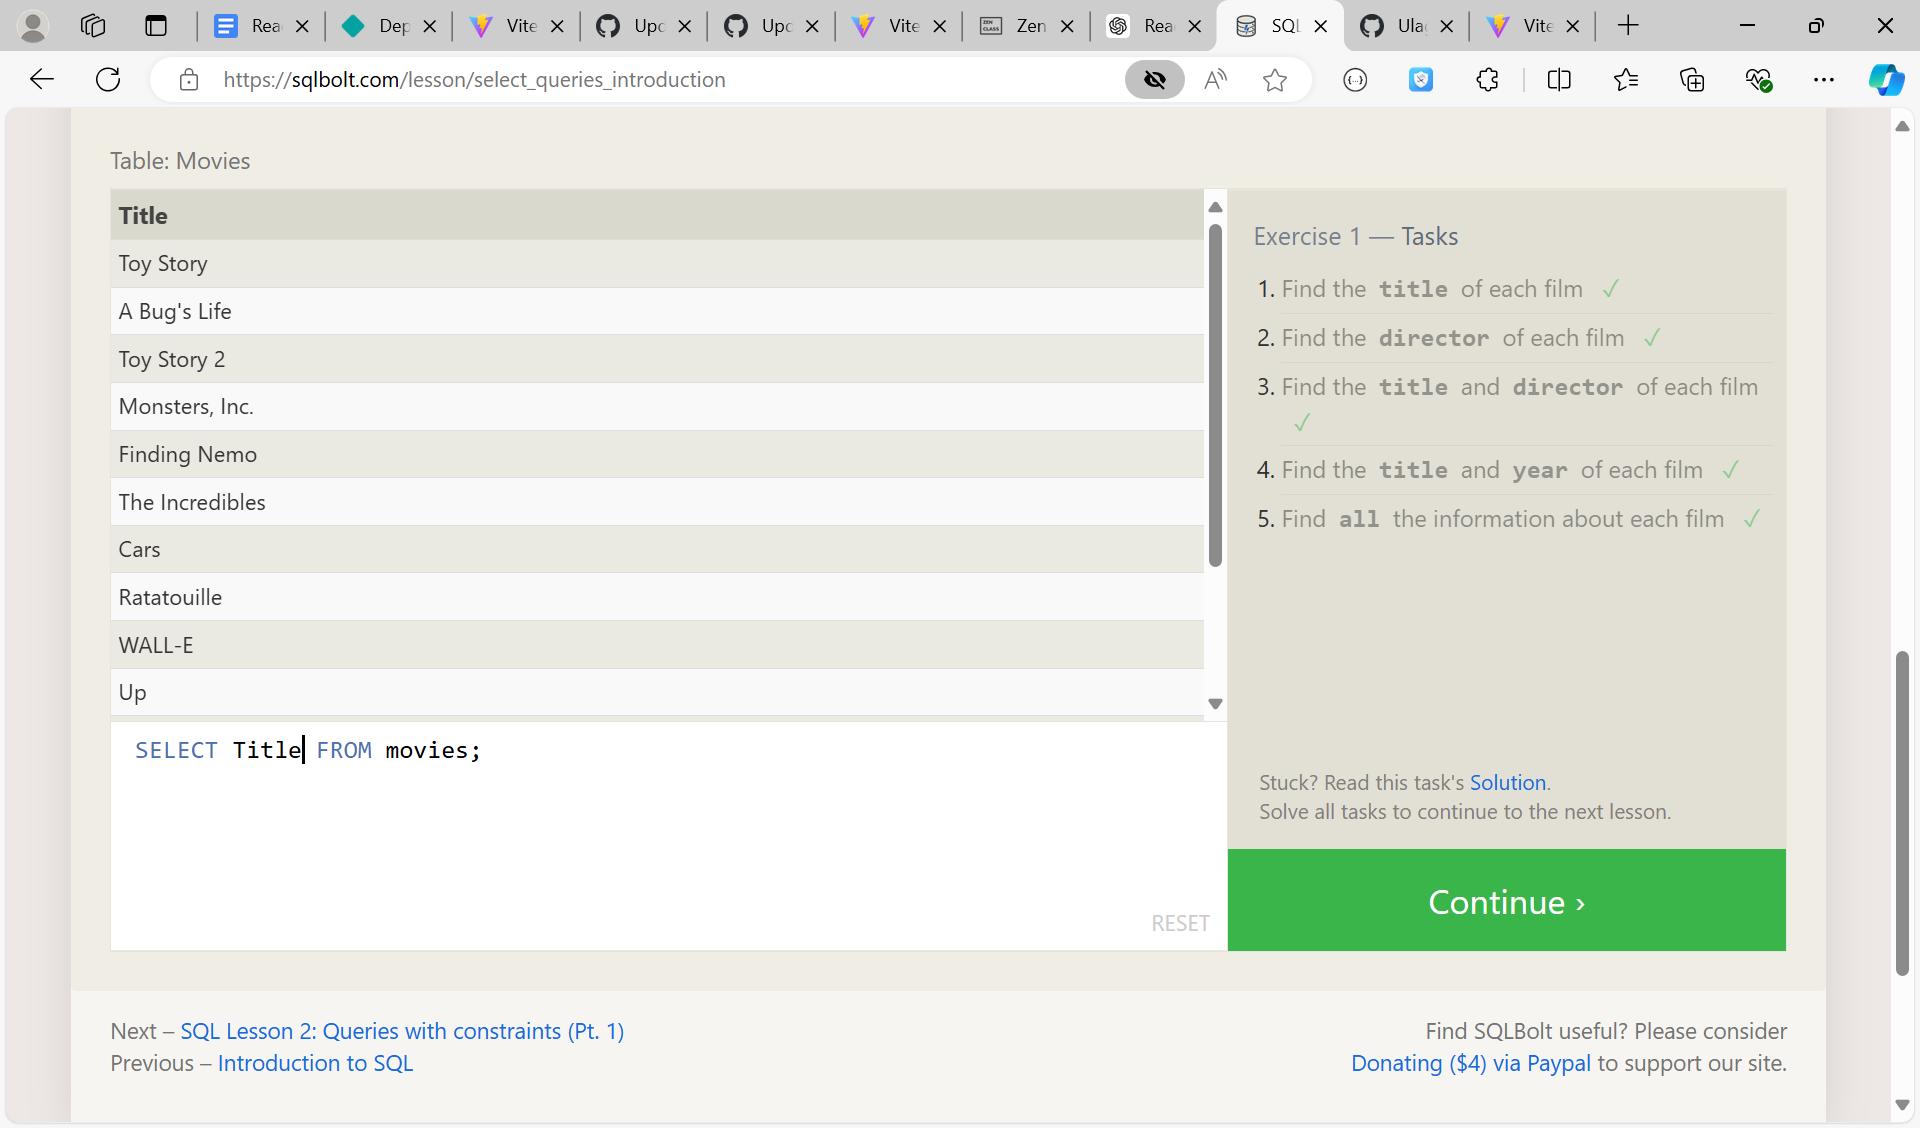 Rea
Dep
Vite
Upd
Upd
Vite
Zen
Rea
SQL
Ula
Vite
https://sqlbolt.com/lesson/select_queries_introduction
Table: Movies
Title
Toy Story
A Bug's Life
Toy Story 2
Monsters, Inc.
Finding Nemo
The Incredibles
Cars
Ratatouille
WALL-E
Up
SELECT Title FROM movies;
RESET
Exercise 1 — Tasks
1. Find the title of each film ✓
2. Find the director of each film ✓
3. Find the title and director of each film
✓
4. Find the title and year of each film ✓
5. Find all the information about each film ✓
Stuck? Read this task's Solution.
Solve all tasks to continue to the next lesson.
Continue ›
Next – SQL Lesson 2: Queries with constraints (Pt. 1)
Previous – Introduction to SQL
Find SQLBolt useful? Please consider
Donating ($4) via Paypal to support our site.